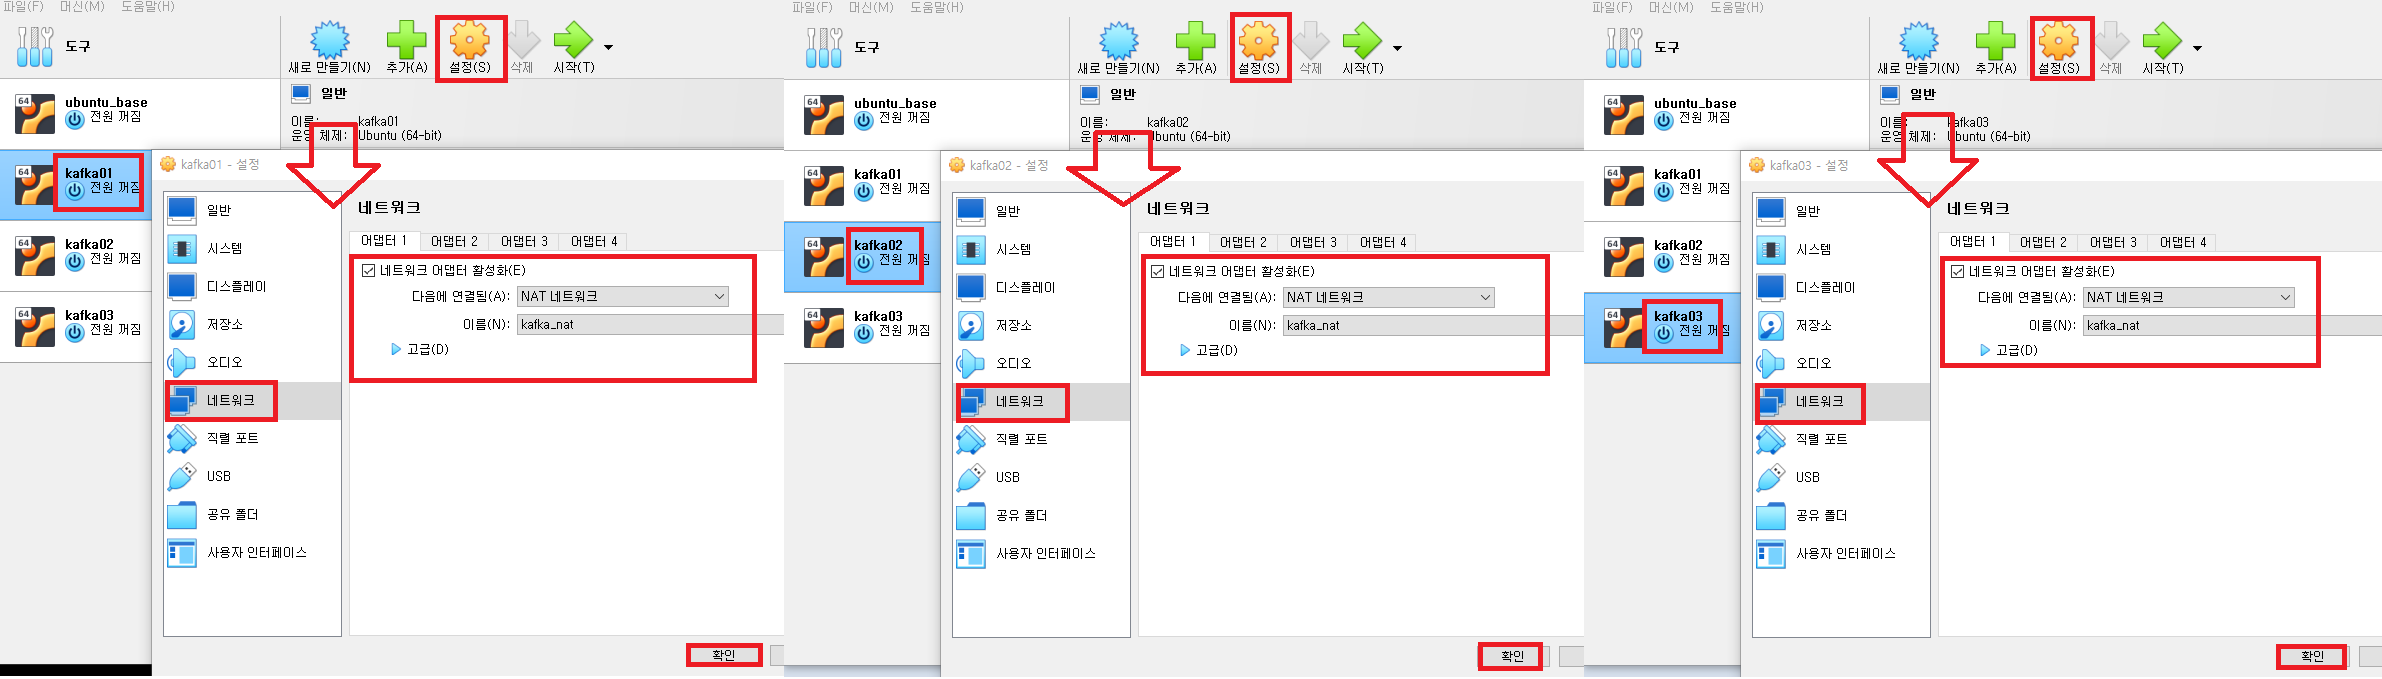 파일(F) 머신(M) 도움말(H)
도구
새로 만들기(N) 추가(A) 설정(S) 삭제 시작(T)
64 ubuntu_base
전원 꺼짐
64 kafka01
전원 꺼짐
64 kafka02
전원 꺼짐
64 kafka03
전원 꺼짐
일반
이름: kafka01
운영 체제: Ubuntu (64-bit)
kafka01 - 설정
일반
시스템
디스플레이
저장소
오디오
네트워크
직렬 포트
USB
공유 폴더
사용자 인터페이스
네트워크
어댑터 1 어댑터 2 어댑터 3 어댑터 4
네트워크 어댑터 활성화(E)
다음에 연결됨(A): NAT 네트워크
이름(N): kafka_nat
고급(D)
확인
파일(F) 머신(M) 도움말(H)
도구
새로 만들기(N) 추가(A) 설정(S) 삭제 시작(T)
64 ubuntu_base
전원 꺼짐
64 kafka01
전원 꺼짐
64 kafka02
전원 꺼짐
64 kafka03
전원 꺼짐
일반
이름: kafka02
운영 체제: Ubuntu (64-bit)
kafka02 - 설정
일반
시스템
디스플레이
저장소
오디오
네트워크
직렬 포트
USB
공유 폴더
사용자 인터페이스
네트워크
어댑터 1 어댑터 2 어댑터 3 어댑터 4
네트워크 어댑터 활성화(E)
다음에 연결됨(A): NAT 네트워크
이름(N): kafka_nat
고급(D)
확인
파일(F) 머신(M) 도움말(H)
도구
새로 만들기(N) 추가(A) 설정(S) 삭제 시작(T)
64 ubuntu_base
전원 꺼짐
64 kafka01
전원 꺼짐
64 kafka02
전원 꺼짐
64 kafka03
전원 꺼짐
일반
이름: kafka03
운영 체제: Ubuntu (64-bit)
kafka03 - 설정
일반
시스템
디스플레이
저장소
오디오
네트워크
직렬 포트
USB
공유 폴더
사용자 인터페이스
네트워크
어댑터 1 어댑터 2 어댑터 3 어댑터 4
네트워크 어댑터 활성화(E)
다음에 연결됨(A): NAT 네트워크
이름(N): kafka_nat
고급(D)
확인